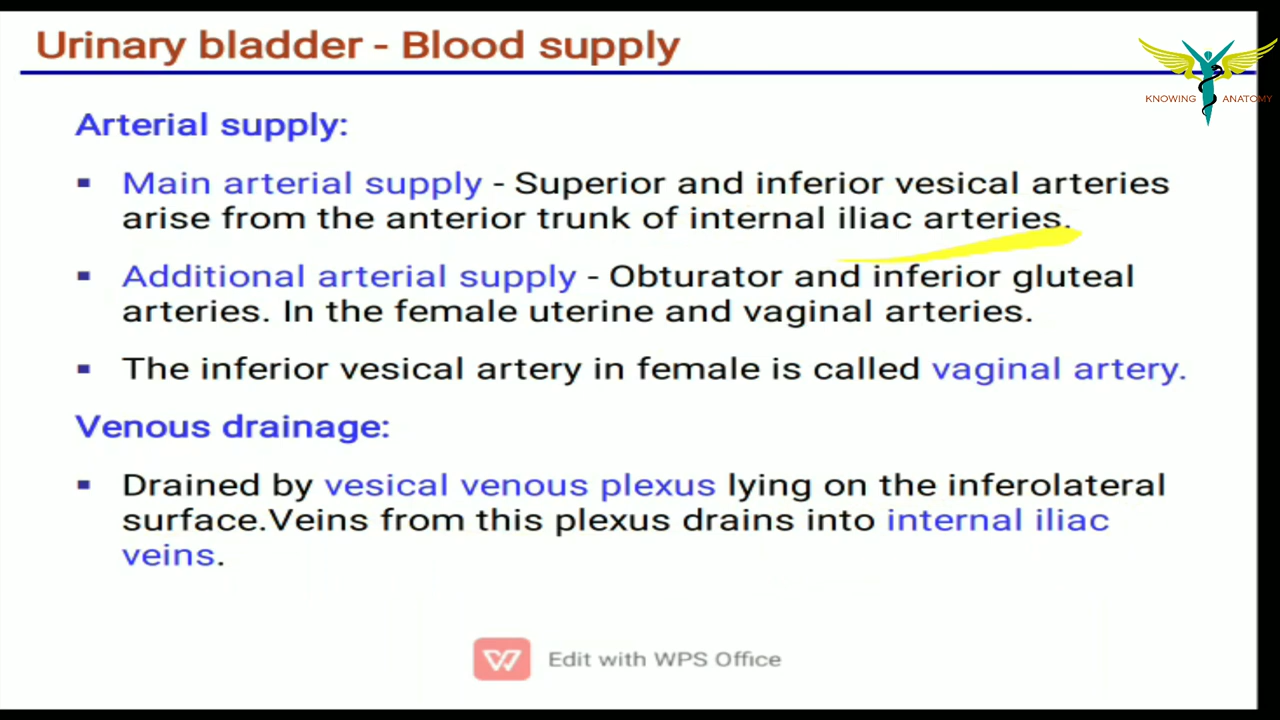 Urinary bladder - Blood supply
KNOWING ANATOMY
Arterial supply:
▪ Main arterial supply - Superior and inferior vesical arteries
arise from the anterior trunk of internal iliac arteries.
▪ Additional arterial supply - Obturator and inferior gluteal
arteries. In the female uterine and vaginal arteries.
▪ The inferior vesical artery in female is called vaginal artery.
Venous drainage:
▪ Drained by vesical venous plexus lying on the inferolateral
surface.Veins from this plexus drains into internal iliac
veins.
Edit with WPS Office